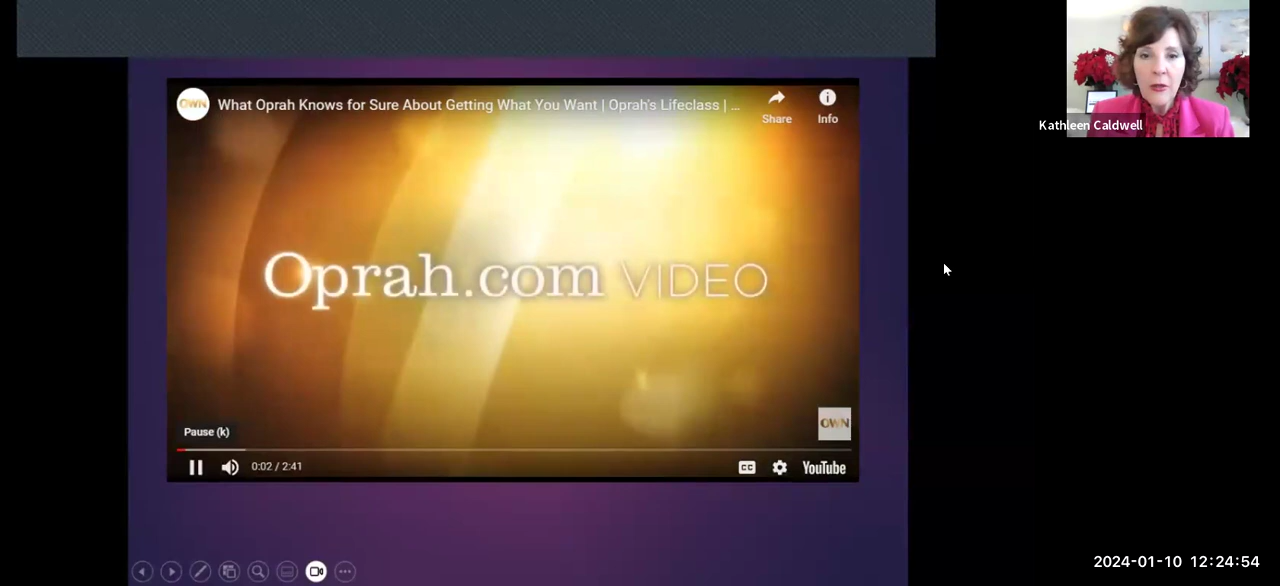 OWN
What Oprah Knows for Sure About Getting What You Want | Oprah's Lifeclass | ...
Share
Info
Kathleen Caldwell
Oprah.com VIDEO
OWN
Pause (k)
0:02 / 2:41
CC
YouTube
2024-01-10 12:24:54